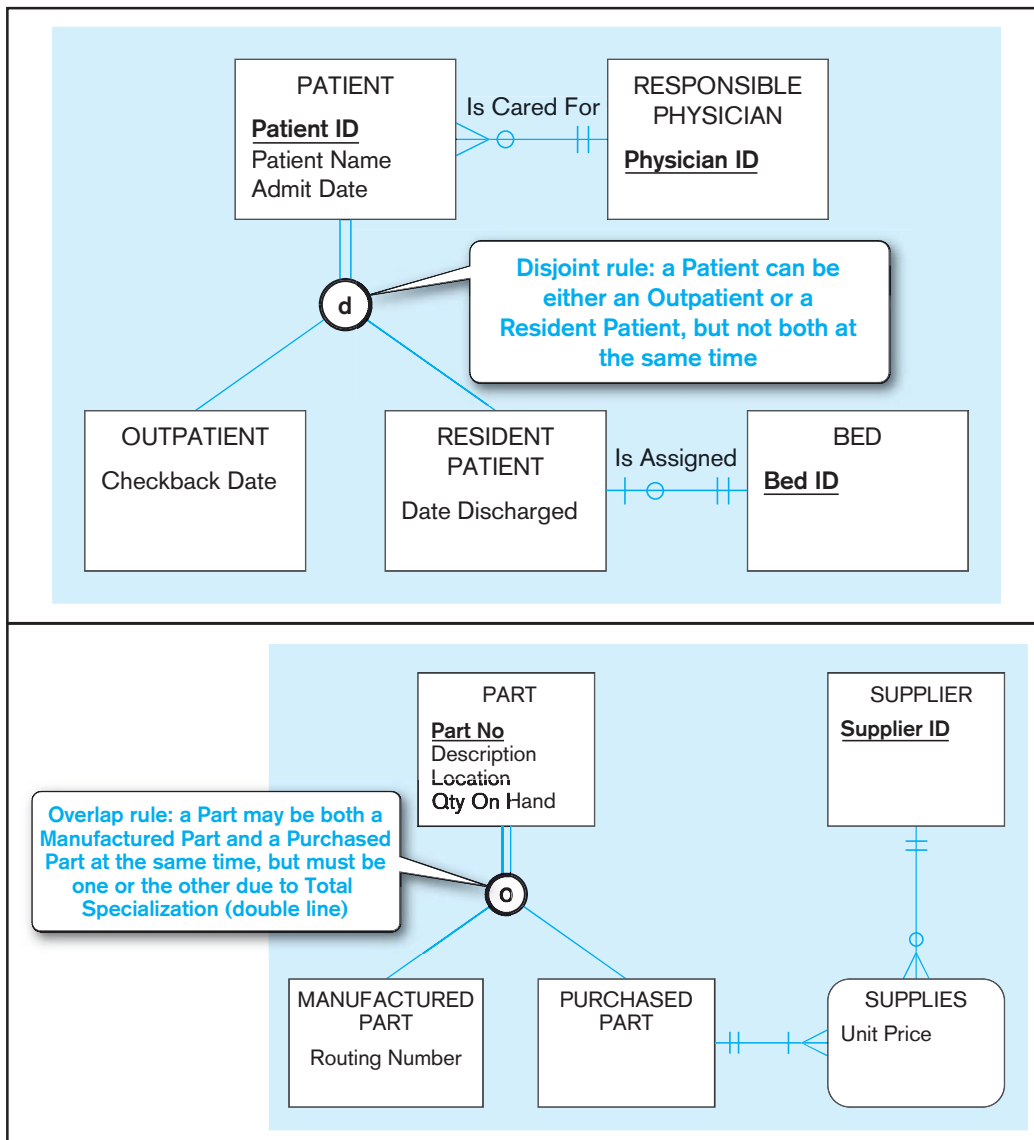 PATIENT
Patient ID
Patient Name
Admit Date
Is Cared For
RESPONSIBLE
PHYSICIAN
Physician ID
d
Disjoint rule: a Patient can be
either an Outpatient or a
Resident Patient, but not both at
the same time
OUTPATIENT
Checkback Date
RESIDENT
PATIENT
Date Discharged
Is Assigned
BED
Bed ID
PART
Part No
Description
Location
Qty On Hand
SUPPLIER
Supplier ID
Overlap rule: a Part may be both a
Manufactured Part and a Purchased
Part at the same time, but must be
one or the other due to Total
Specialization (double line)
o
MANUFACTURED
PART
Routing Number
PURCHASED
PART
SUPPLIES
Unit Price